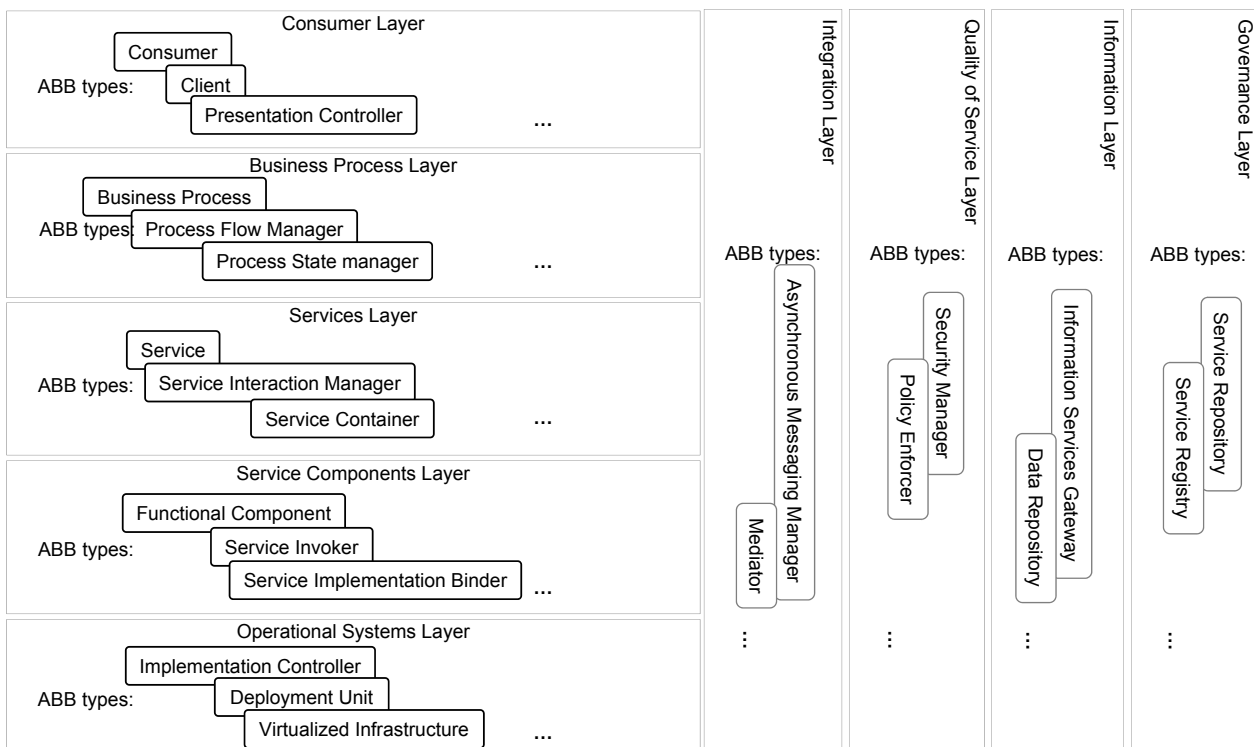 Consumer Layer
Consumer
ABB types:
Client
Presentation Controller
...
Business Process Layer
Business Process
ABB types:
Process Flow Manager
Process State manager
...
Services Layer
Service
ABB types:
Service Interaction Manager
Service Container
...
Service Components Layer
Functional Component
ABB types:
Service Invoker
Service Implementation Binder
...
Operational Systems Layer
Implementation Controller
ABB types:
Deployment Unit
Virtualized Infrastructure
...
Integration Layer
ABB types:
Asynchronous Messaging Manager
Mediator
...
Quality of Service Layer
ABB types:
Security Manager
Policy Enforcer
...
Information Layer
ABB types:
Information Services Gateway
Data Repository
...
Governance Layer
ABB types:
Service Repository
Service Registry
...